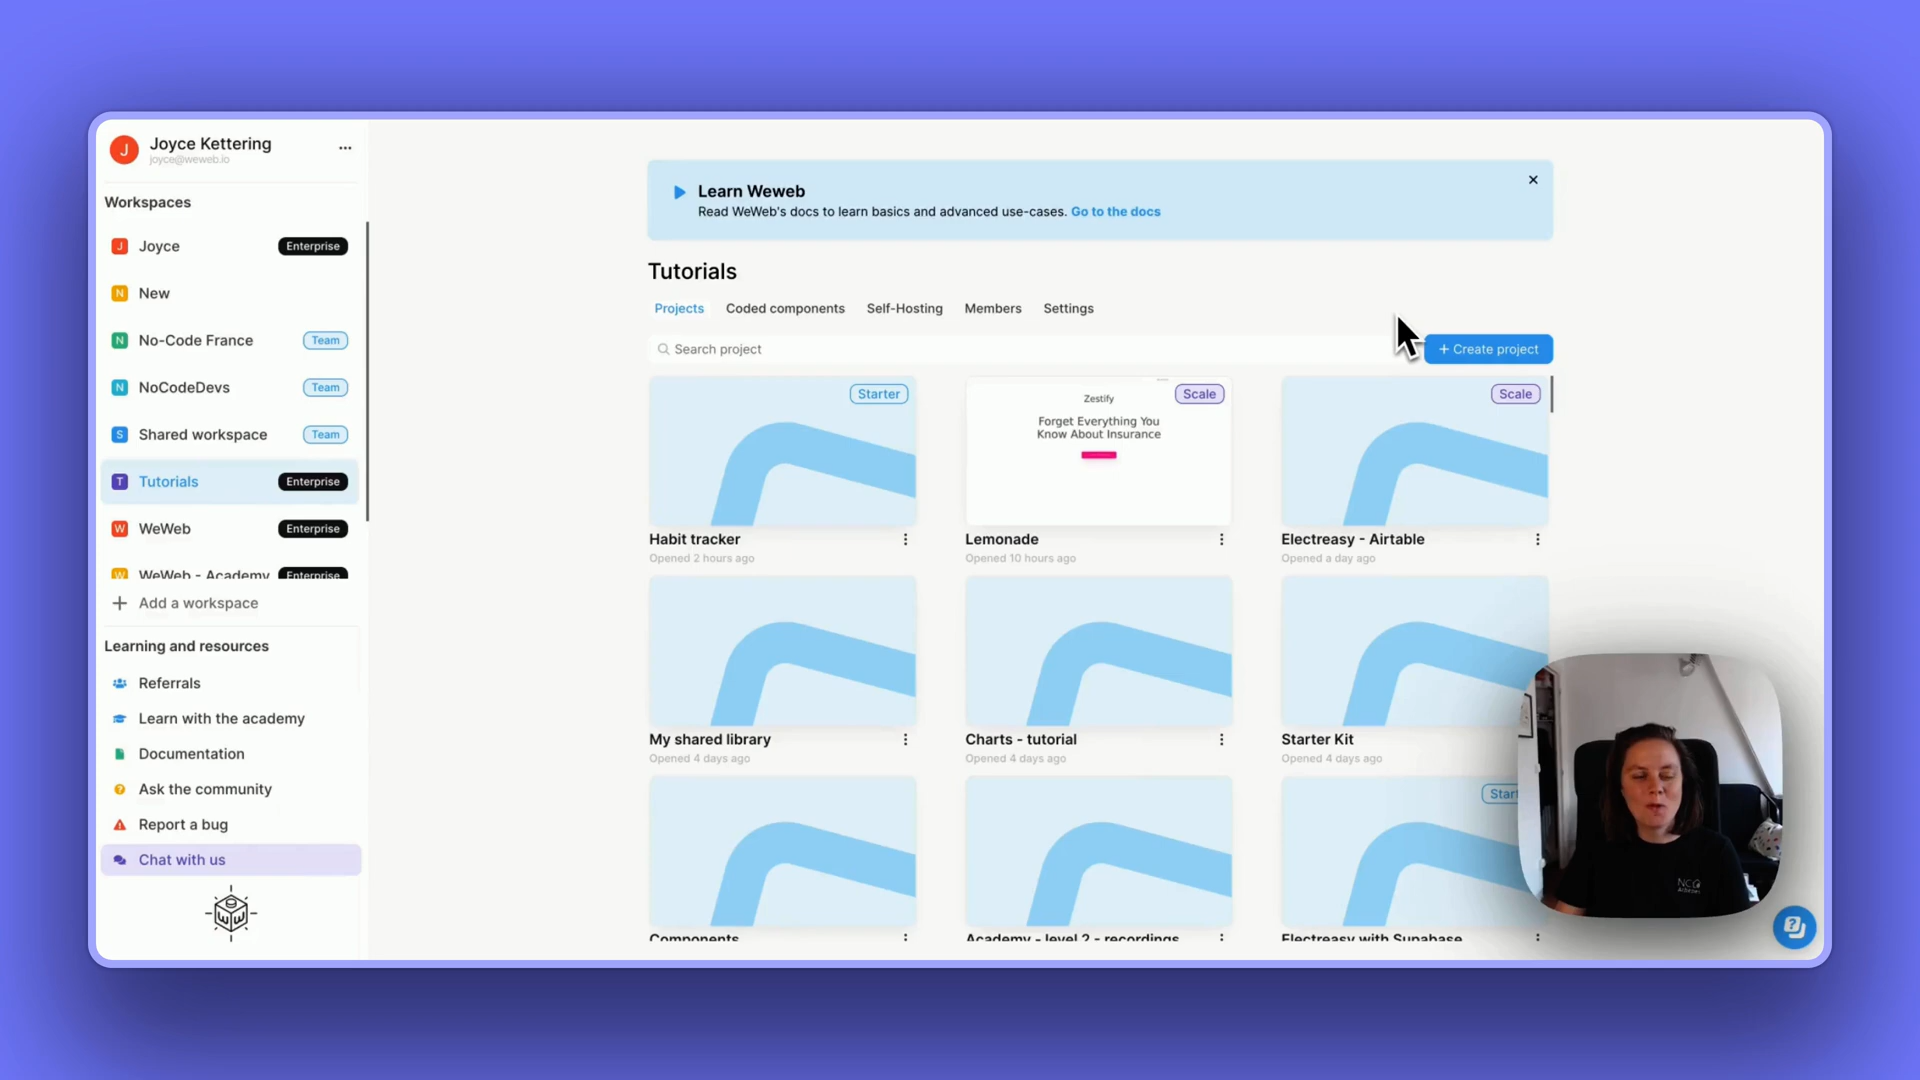 J
Joyce Kettering
joyce@weweb.io
Workspaces
J Joyce Enterprise
N New
N No-Code France Team
N NoCodeDevs Team
S Shared workspace Team
T Tutorials Enterprise
W WeWeb Enterprise
W WeWeb - Academy Enterprise
+ Add a workspace
Learning and resources
Referrals
Learn with the academy
Documentation
? Ask the community
Report a bug
Chat with us
Learn Weweb
Read WeWeb's docs to learn basics and advanced use-cases. Go to the docs
Tutorials
Projects Coded components Self-Hosting Members Settings
Search project
+ Create project
Starter
Zestify
Scale
Forget Everything You
Know About Insurance
Scale
Habit tracker
Opened 2 hours ago
Lemonade
Opened 10 hours ago
Electreasy - Airtable
Opened a day ago
My shared library
Opened 4 days ago
Charts - tutorial
Opened 4 days ago
Starter Kit
Opened 4 days ago
Start
Components
Academy - level 2 - recordings
Electreasy with Supabase
?